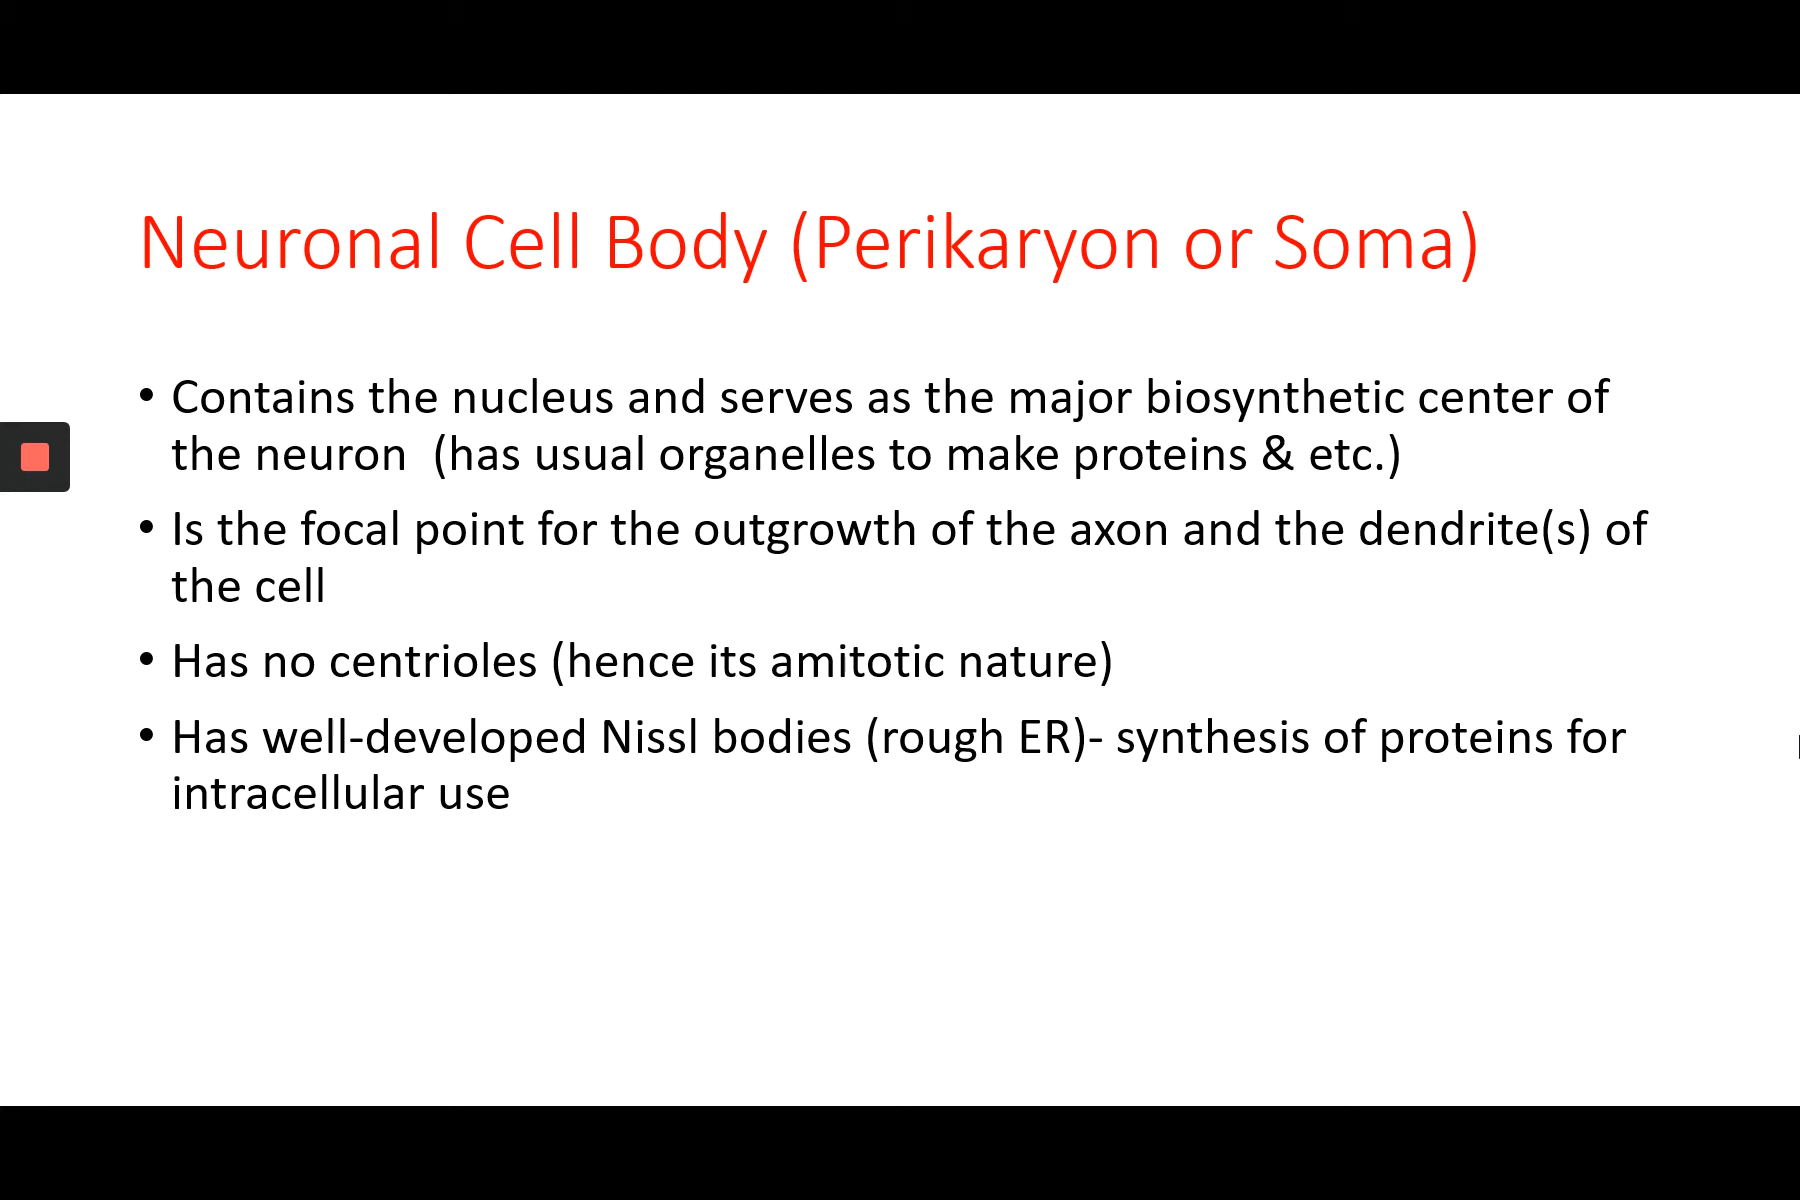 Neuronal Cell Body (Perikaryon or Soma)
• Contains the nucleus and serves as the major biosynthetic center of
the neuron  (has usual organelles to make proteins & etc.)
• Is the focal point for the outgrowth of the axon and the dendrite(s) of
the cell
• Has no centrioles (hence its amitotic nature)
• Has well-developed Nissl bodies (rough ER)- synthesis of proteins for
intracellular use